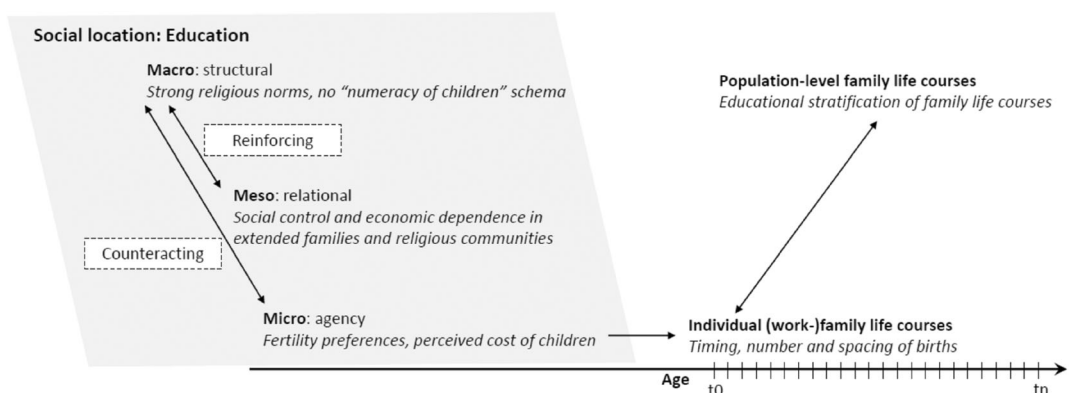 Social location: Education
Macro: structural
Strong religious norms, no “numeracy of children” schema
Reinforcing
Meso: relational
Social control and economic dependence in
extended families and religious communities
Counteracting
Micro: agency
Fertility preferences, perceived cost of children
Population-level family life courses
Educational stratification of family life courses
Individual (work-)family life courses
Timing, number and spacing of births
Age
t0
tn